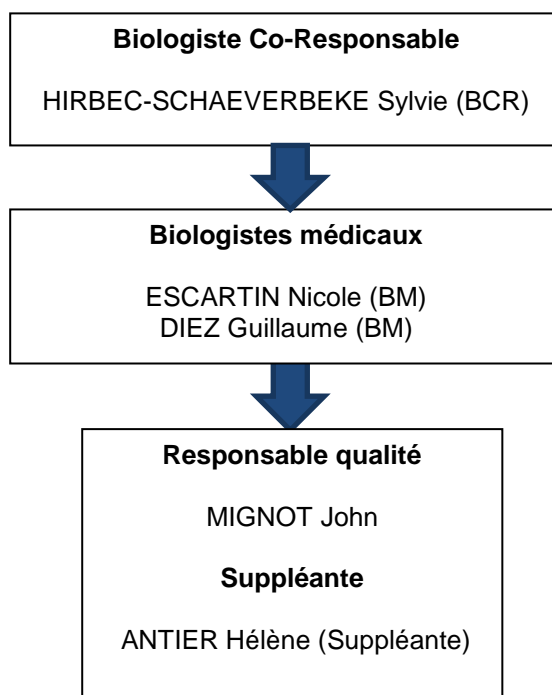 Biologiste Co-Responsable
HIRBEC-SCHAEVERBEKE Sylvie (BCR)
Biologistes médicaux
ESCARTIN Nicole (BM)
DIEZ Guillaume (BM)
Responsable qualité
MIGNOT John
Suppléante
ANTIER Hélène (Suppléante)